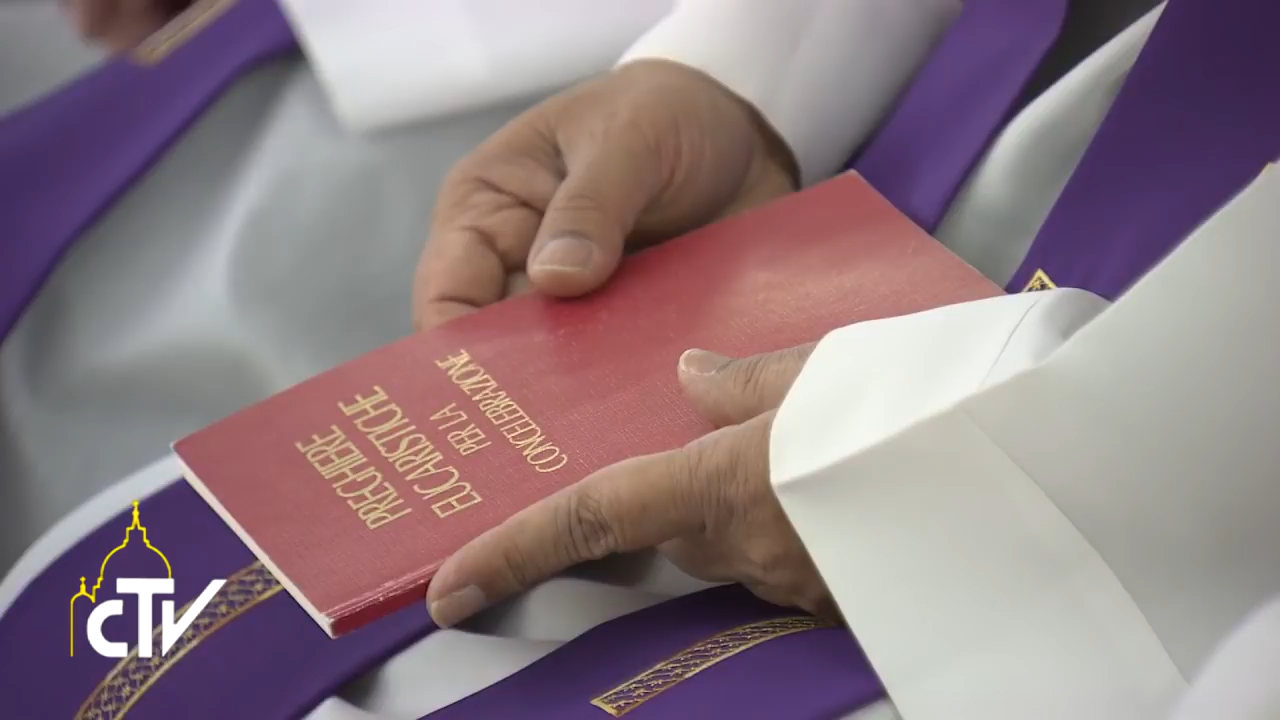 PREGHIERE
EUCARISTICHE
PER LA
CONCELEBRAZIONE
CTV